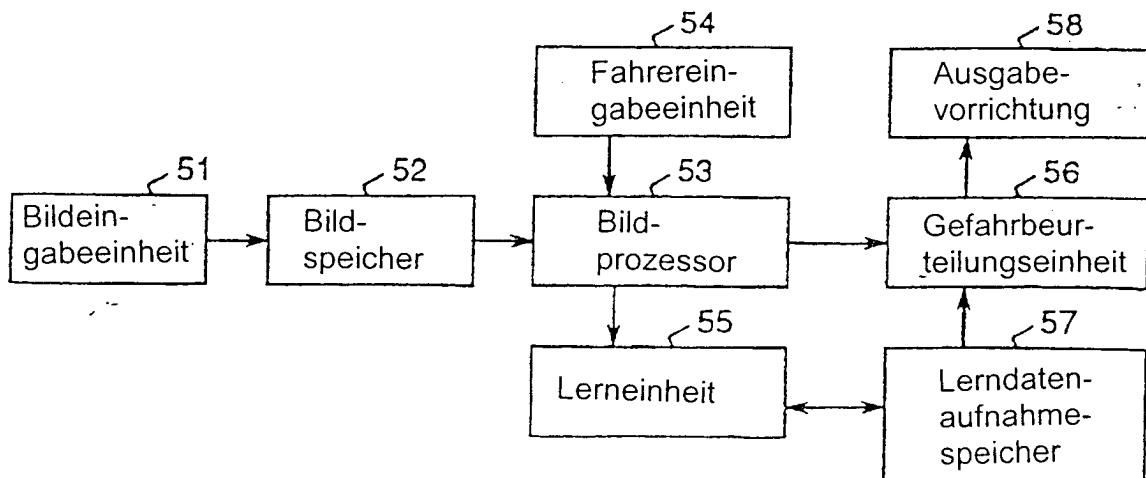 54
Fahrerein-
gabeeinheit
58
Ausgabe-
vorrichtung
51
Bildein-
gabeeinheit
52
Bild-
speicher
53
Bild-
prozessor
56
Gefahrbeur-
teilungseinheit
55
Lerneinheit
57
Lerndaten-
aufnahme-
speicher